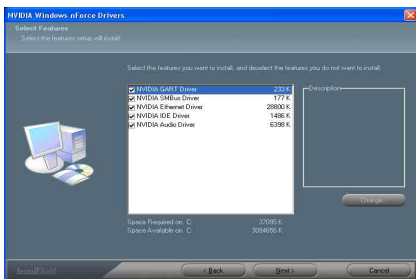 NVIDIA Windows nForce Drivers
Select Features
Select the features setup will install.
Select the features you want to install, and deselect the features you do not want to install.
NVIDIA GART Driver 233 K
NVIDIA SMBus Driver 177 K
NVIDIA Ethernet Driver 28800 K
NVIDIA IDE Driver 1486 K
NVIDIA Audio Driver 6398 K
Description
Change...
Space Required on C: 37095 K
Space Available on C: 3094656 K
InstallShield
< Back
Next >
Cancel